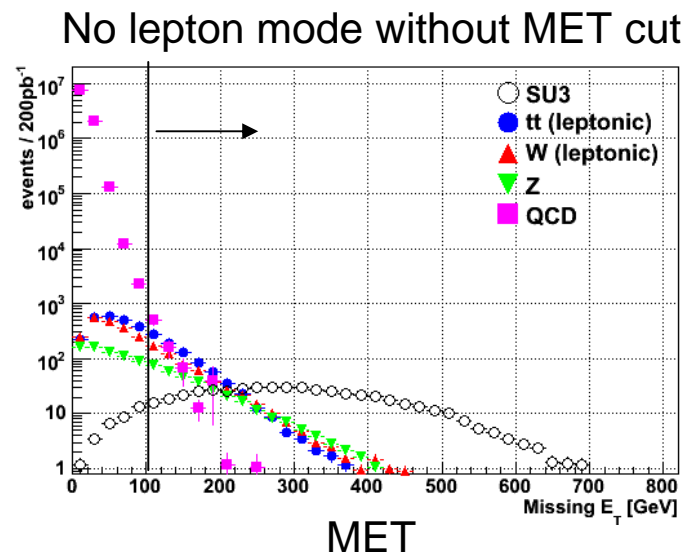 No lepton mode without MET cut
events / 200pb⁻¹
10⁷
10⁶
10⁵
10⁴
10³
10²
10
1
SU3
tt (leptonic)
W (leptonic)
Z
QCD
0 100 200 300 400 500 600 700 800
Missing E_T [GeV]
MET